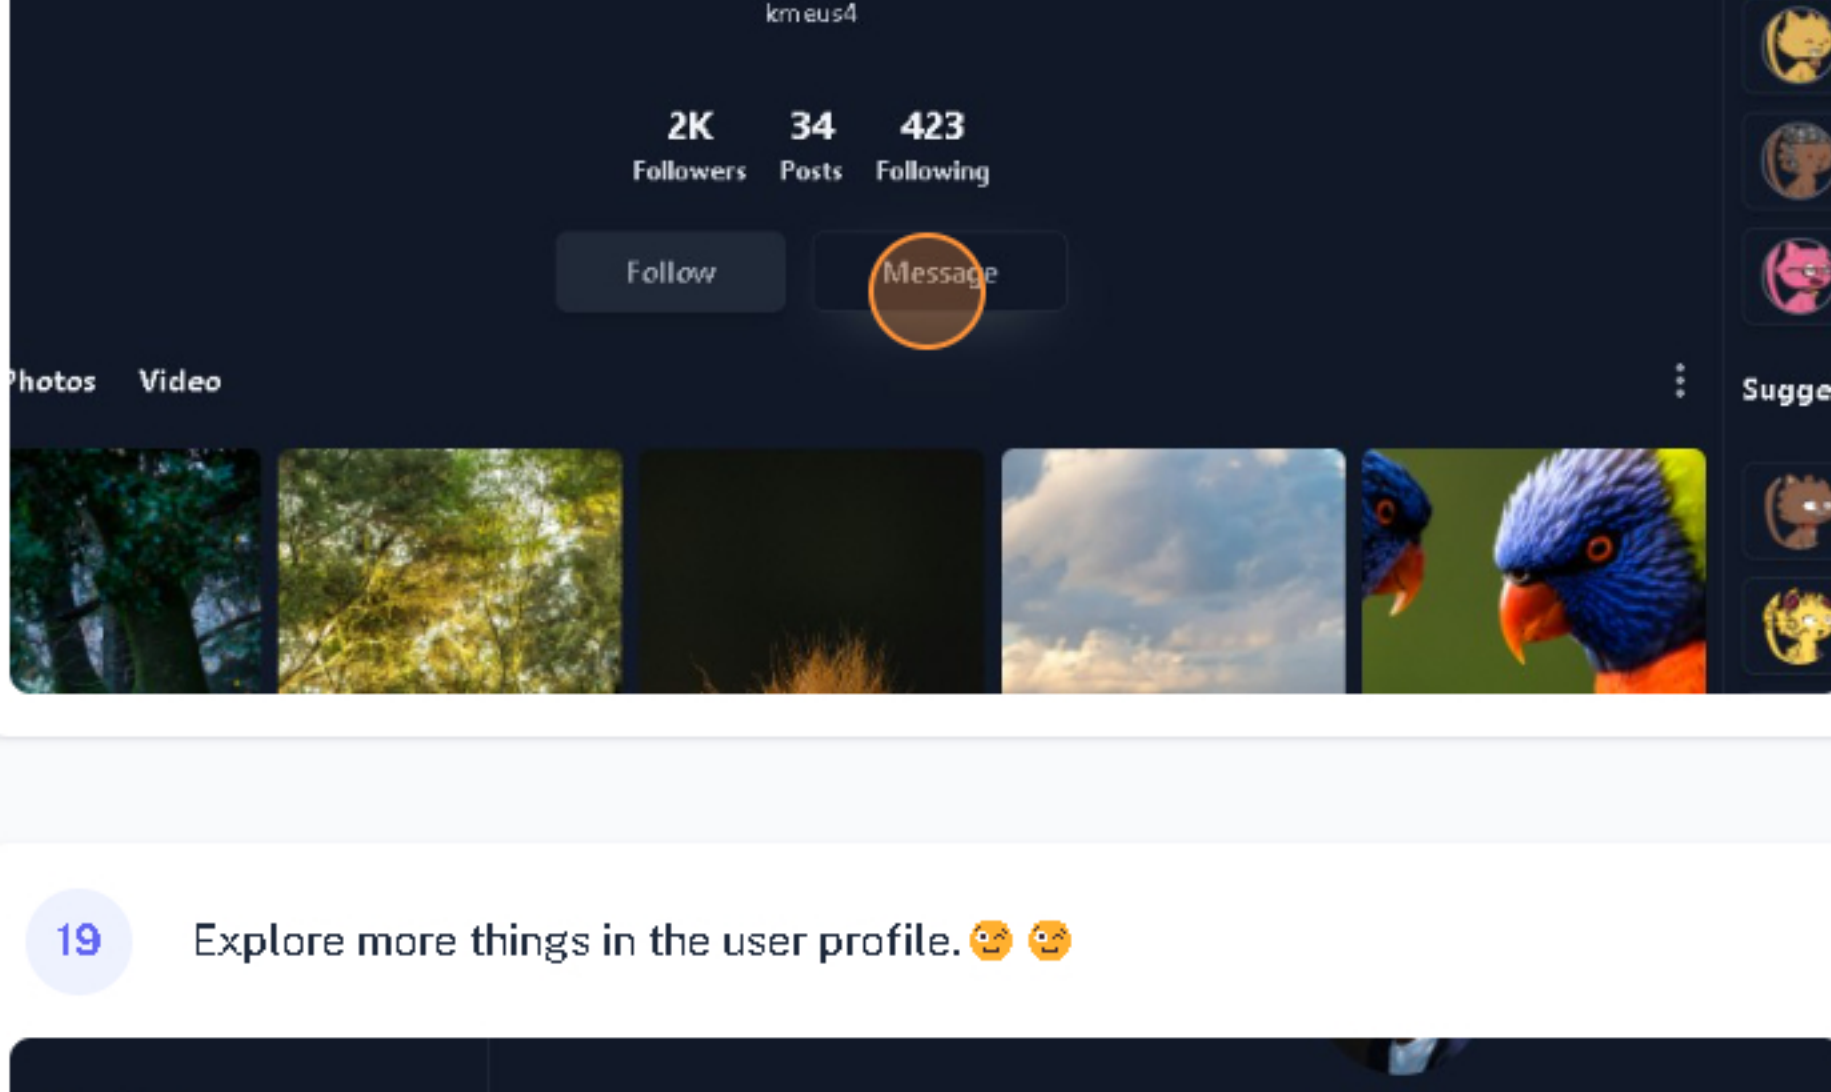 kmeus4
2K 34 423
Followers Posts Following
Follow Message
Photos Video
Sugge
19 Explore more things in the user profile.😉 😉